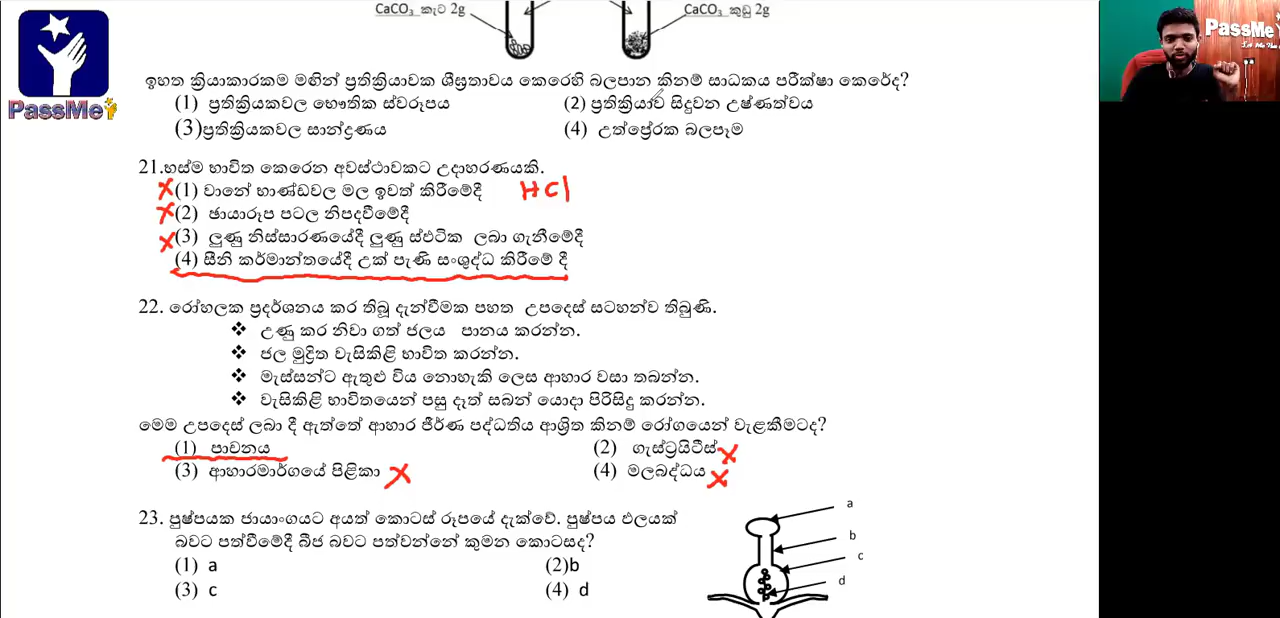 CaCO₃ කැට 2g
CaCO₃ කුඩු 2g
PassMe
PassMe
ඉහත ක්‍රියාකාරකම මඟින් ප්‍රතික්‍රියාවක ශීඝ්‍රතාවය කෙරෙහි බලපාන කිනම් සාධකය පරීක්ෂා කෙරේද?
(1) ප්‍රතික්‍රියකවල භෞතික ස්වරූපය
(2) ප්‍රතික්‍රියාව සිදුවන උෂ්ණත්වය
(3)ප්‍රතික්‍රියකවල සාන්ද්‍රණය
(4) උත්ප්‍රේරක බලපෑම
21.භස්ම භාවිත කෙරෙන අවස්ථාවකට උදාහරණයකි.
(1) වානේ භාණ්ඩවල මල ඉවත් කිරීමේදී HCl
(2) ඡායාරූප පටල නිපදවීමේදී
(3) ලුණු නිස්සාරණයේදී ලුණු ස්ඵටික ලබා ගැනීමේදී
(4) සීනි කර්මාන්තයේදී උක් පැණි සංශුද්ධ කිරීමේ දී
22. රෝහලක ප්‍රදර්ශනය කර තිබූ දැන්වීමක පහත උපදෙස් සටහන්ව තිබුණි.
❖ උණු කර නිවා ගත් ජලය පානය කරන්න.
❖ ජල මුද්‍රිත වැසිකිළි භාවිත කරන්න.
❖ මැස්සන්ට ඇතුළු විය නොහැකි ලෙස ආහාර වසා තබන්න.
❖ වැසිකිළි භාවිතයෙන් පසු දෑත් සබන් යොදා පිරිසිදු කරන්න.
මෙම උපදෙස් ලබා දී ඇත්තේ ආහාර ජීර්ණ පද්ධතිය ආශ්‍රිත කිනම් රෝගයෙන් වැළකීමටද?
(1) පාචනය
(2) ගැස්ට්‍රයිටීස්
(3) ආහාරමාර්ගයේ පිළිකා
(4) මලබද්ධය
23. පුෂ්පයක ජායාංගයට අයත් කොටස් රූපයේ දැක්වේ. පුෂ්පය ඵලයක්
බවට පත්වීමේදී බීජ බවට පත්වන්නේ කුමන කොටසද?
(1) a
(2)b
(3) c
(4) d
a
b
c
d